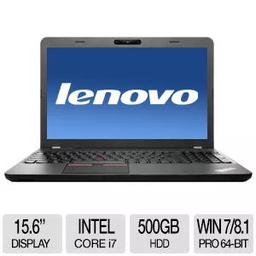 lenovo
15.6"
DISPLAY
INTEL
CORE i7
500GB
HDD
WIN 7/8.1
PRO 64-BIT